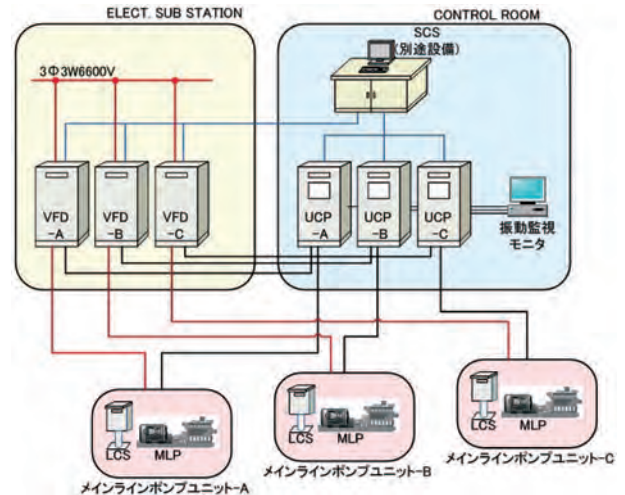 ELECT. SUB STATION
CONTROL ROOM
SCS
(別途設備)
3Φ3W6600V
VFD
-A
VFD
-B
VFD
-C
UCP
-A
UCP
-B
UCP
-C
振動監視
モニタ
LCS
MLP
メインラインポンプユニット-A
LCS
MLP
メインラインポンプユニット-B
LCS
MLP
メインラインポンプユニット-C